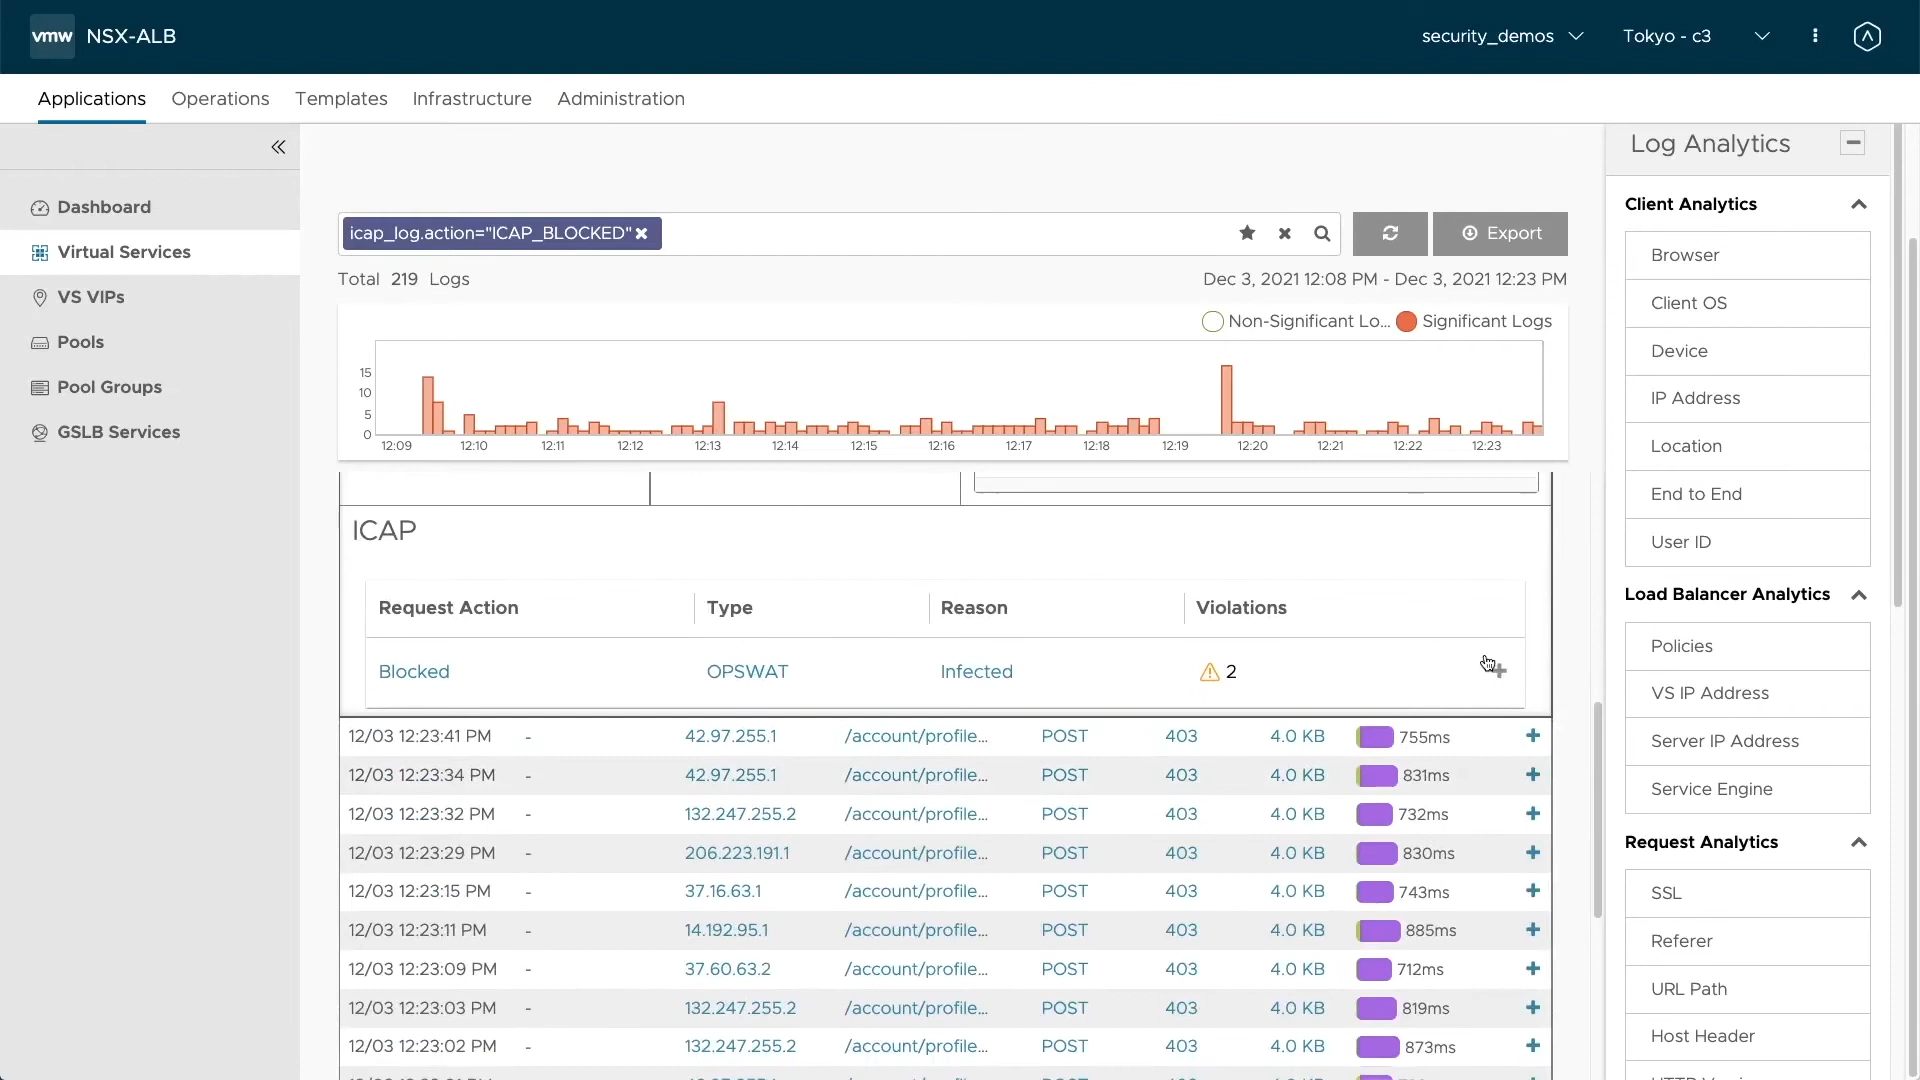 vmw NSX-ALB security_demos Tokyo - c3
Applications Operations Templates Infrastructure Administration
Dashboard
Virtual Services
VS VIPs
Pools
Pool Groups
GSLB Services
icap_log.action="ICAP_BLOCKED" Export
Total 219 Logs Dec 3, 2021 12:08 PM - Dec 3, 2021 12:23 PM
Non-Significant Lo... Significant Logs
15
10
5
0
12:09 12:10 12:11 12:12 12:13 12:14 12:15 12:16 12:17 12:18 12:19 12:20 12:21 12:22 12:23
ICAP
Request Action Type Reason Violations
Blocked OPSWAT Infected 2
12/03 12:23:41 PM - 42.97.255.1 /account/profile... POST 403 4.0 KB 755ms
12/03 12:23:34 PM - 42.97.255.1 /account/profile... POST 403 4.0 KB 831ms
12/03 12:23:32 PM - 132.247.255.2 /account/profile... POST 403 4.0 KB 732ms
12/03 12:23:29 PM - 206.223.191.1 /account/profile... POST 403 4.0 KB 830ms
12/03 12:23:15 PM - 37.16.63.1 /account/profile... POST 403 4.0 KB 743ms
12/03 12:23:11 PM - 14.192.95.1 /account/profile... POST 403 4.0 KB 885ms
12/03 12:23:09 PM - 37.60.63.2 /account/profile... POST 403 4.0 KB 712ms
12/03 12:23:03 PM - 132.247.255.2 /account/profile... POST 403 4.0 KB 819ms
12/03 12:23:02 PM - 132.247.255.2 /account/profile... POST 403 4.0 KB 873ms
Log Analytics
Client Analytics
Browser
Client OS
Device
IP Address
Location
End to End
User ID
Load Balancer Analytics
Policies
VS IP Address
Server IP Address
Service Engine
Request Analytics
SSL
Referer
URL Path
Host Header